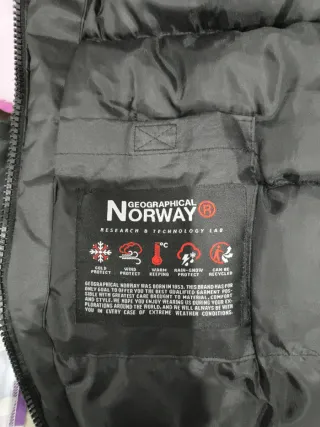 GEOGRAPHICAL
NORWAY®
RESEARCH & TECHNOLOGY LAB
°C
COLD
PROTECT
WIND
PROTECT
WARM
KEEPING
RAIN-SNOW
PROTECT
CAN BE
RECYCLED
GEOGRAPHICAL NORWAY WAS BORN IN 1953. THIS BRAND HAS FOR
ONLY GOAL TO OFFER YOU THE BEST QUALIFIED GARMENT POS-
SIBLE WITH GREATEST CARE BROUGHT TO MATERIAL, COMFORT
AND STYLE. WE HOPE YOU ENJOY WEARING US DURING YOUR EX-
PLORATIONS AROUND THE WORLD, AND WE WILL ALWAYS BE WITH
YOU IN EVERY CASE OF EXTREME WEATHER CONDITIONS.